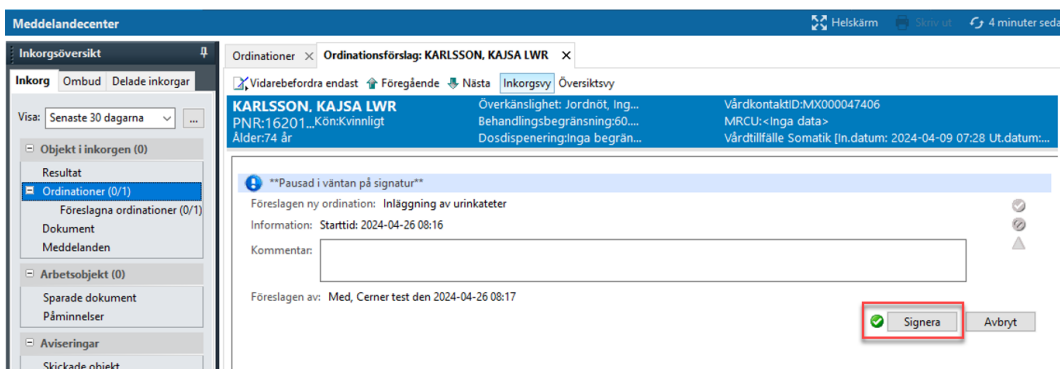 Meddelandecenter
Helskärm Skriv ut 4 minuter seda
Inkorgsöversikt
Inkorg Ombud Delade inkorgar
Visa: Senaste 30 dagarna ...
Objekt i inkorgen (0)
Resultat
Ordinationer (0/1)
Föreslagna ordinationer (0/1)
Dokument
Meddelanden
Arbetsobjekt (0)
Sparade dokument
Påminnelser
Aviseringar
Skickade objekt
Ordinationer × Ordinationsförslag: KARLSSON, KAJSA LWR ×
Vidarebefordra endast Föregående Nästa Inkorgsvy Översiktsvy
KARLSSON, KAJSA LWR Överkänslighet: Jordnöt, Ing... VårdkontaktID:MX000047406
PNR:16201...Kön:Kvinnligt Behandlingsbegränsning:60.... MRCU:<Inga data>
Ålder:74 år Dosdispenering:Inga begrän... Vårdtillfälle Somatik [In.datum: 2024-04-09 07:28 Ut.datum:...
**Pausad i väntan på signatur**
Föreslagen ny ordination: Inläggning av urinkateter
Information: Starttid: 2024-04-26 08:16
Kommentar:
Föreslagen av: Med, Cerner test den 2024-04-26 08:17
Signera Avbryt